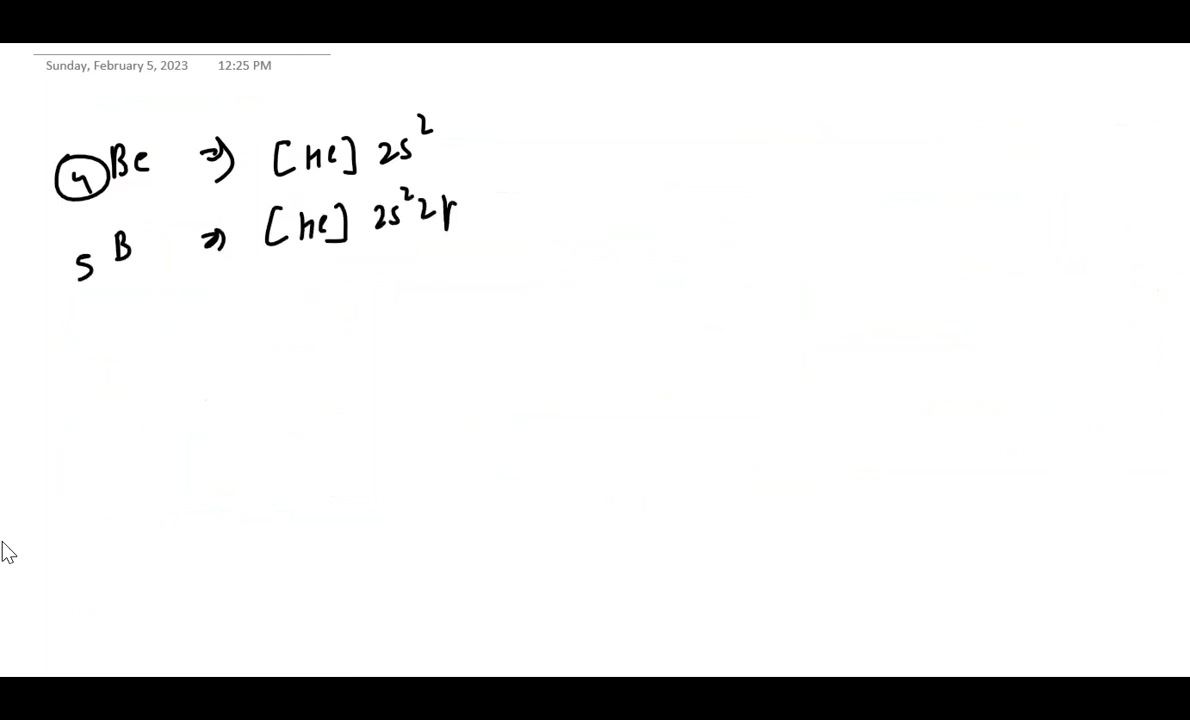 Sunday, February 5, 2023 12:25 PM
4 Be ⇒ [He] 2s²
5 B ⇒ [He] 2s² 2p